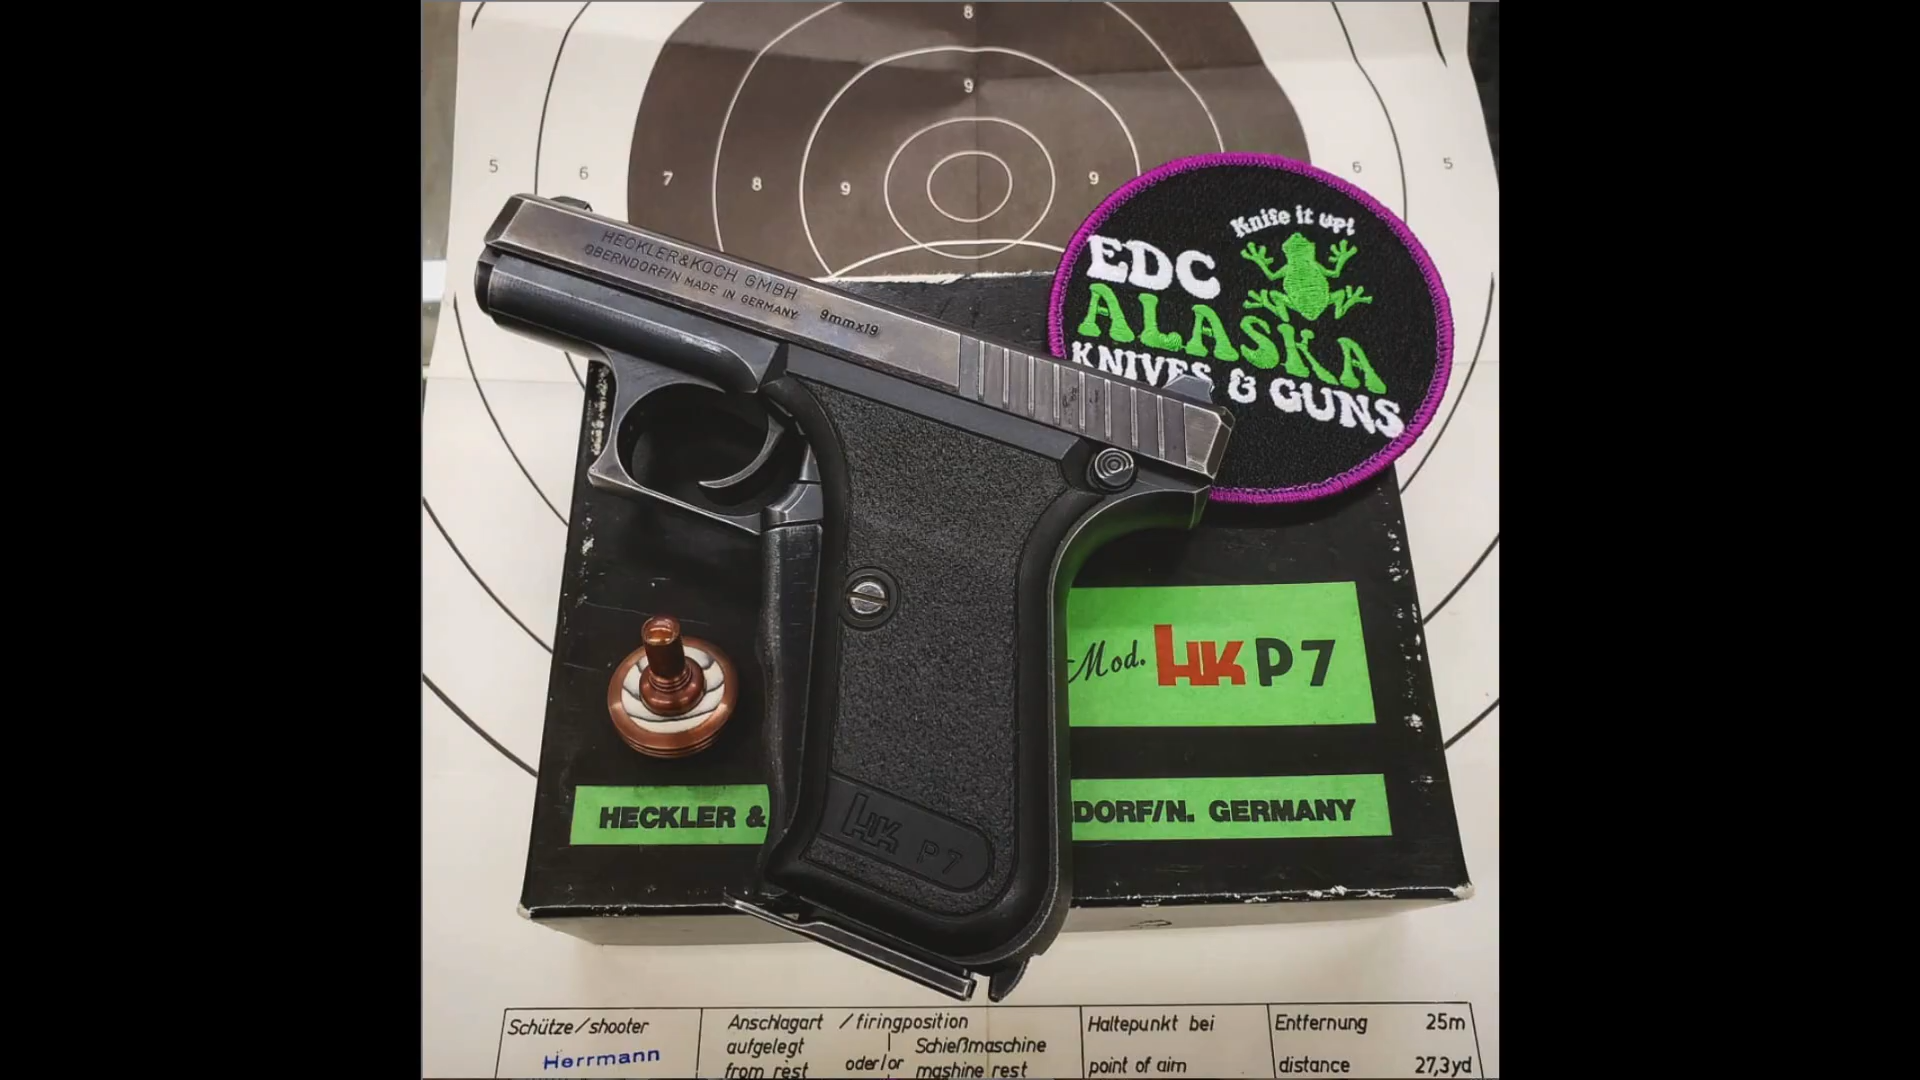 8
9
5
6
7
8
9
9
6
5
HECKLER&KOCH GMBH
OBERNDORF/N MADE IN GERMANY
9mmx19
Knife it up!
EDC
ALASKA
KNIVES & GUNS
Mod. HK P7
HECKLER &
DORF/N. GERMANY
HK P7
Schütze/shooter
Herrmann
Anschlagart / firingposition
aufgelegt
from rest
oder/or
Schießmaschine
mashine rest
Haltepunkt bei
point of aim
Entfernung 25m
distance 27,3yd